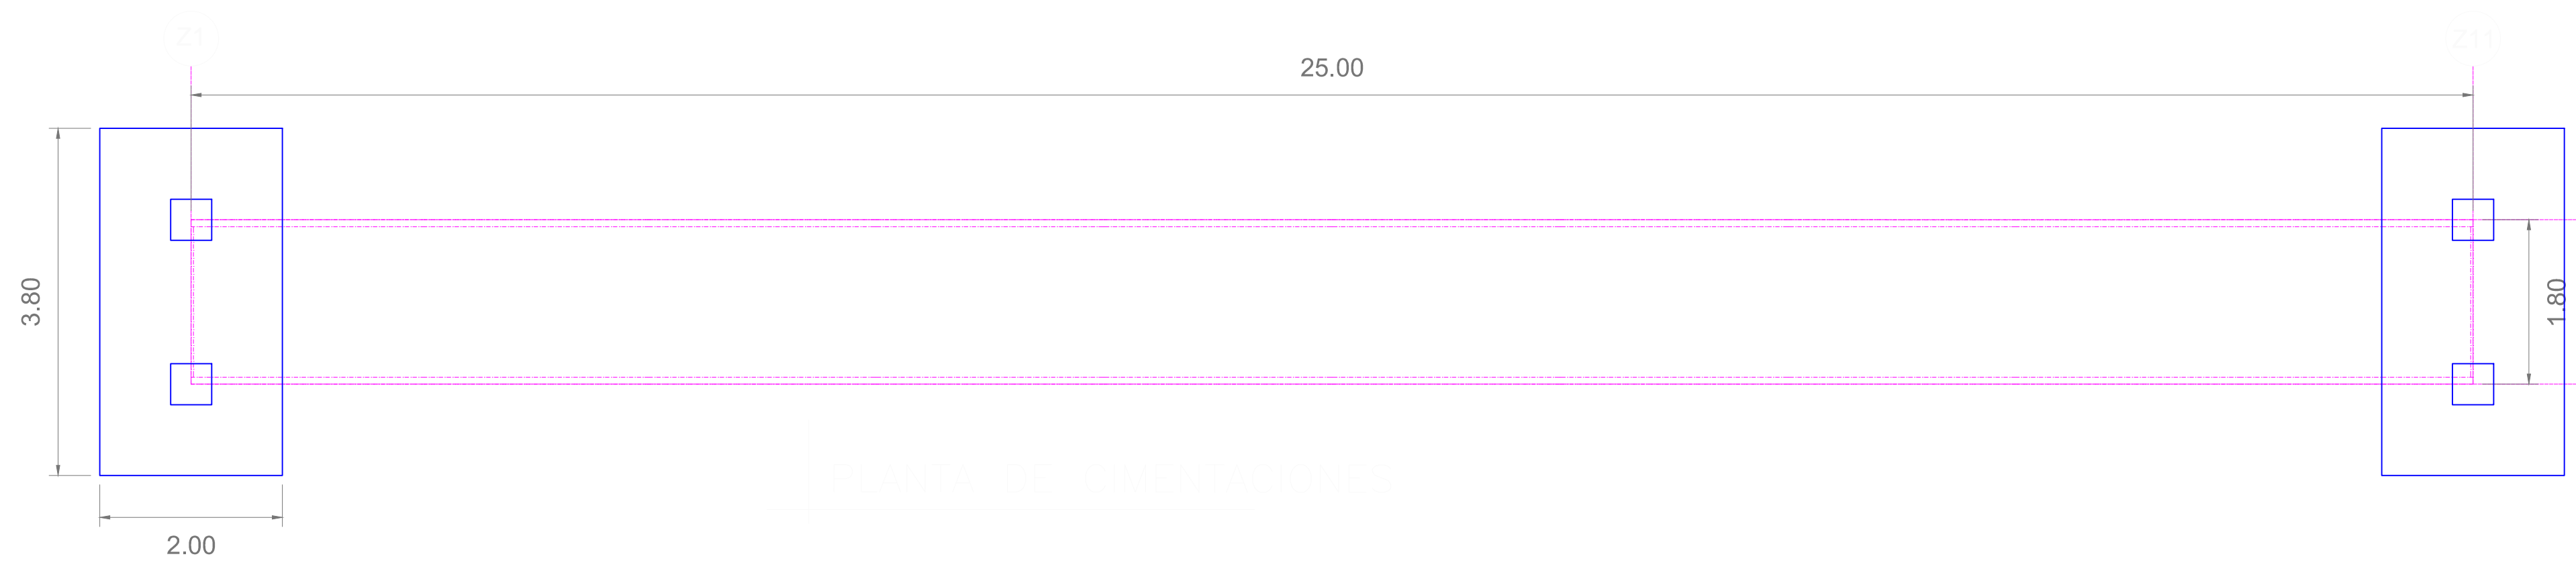 Z1
Z11
25.00
3.80
1.80
PLANTA DE CIMENTACIONES
2.00